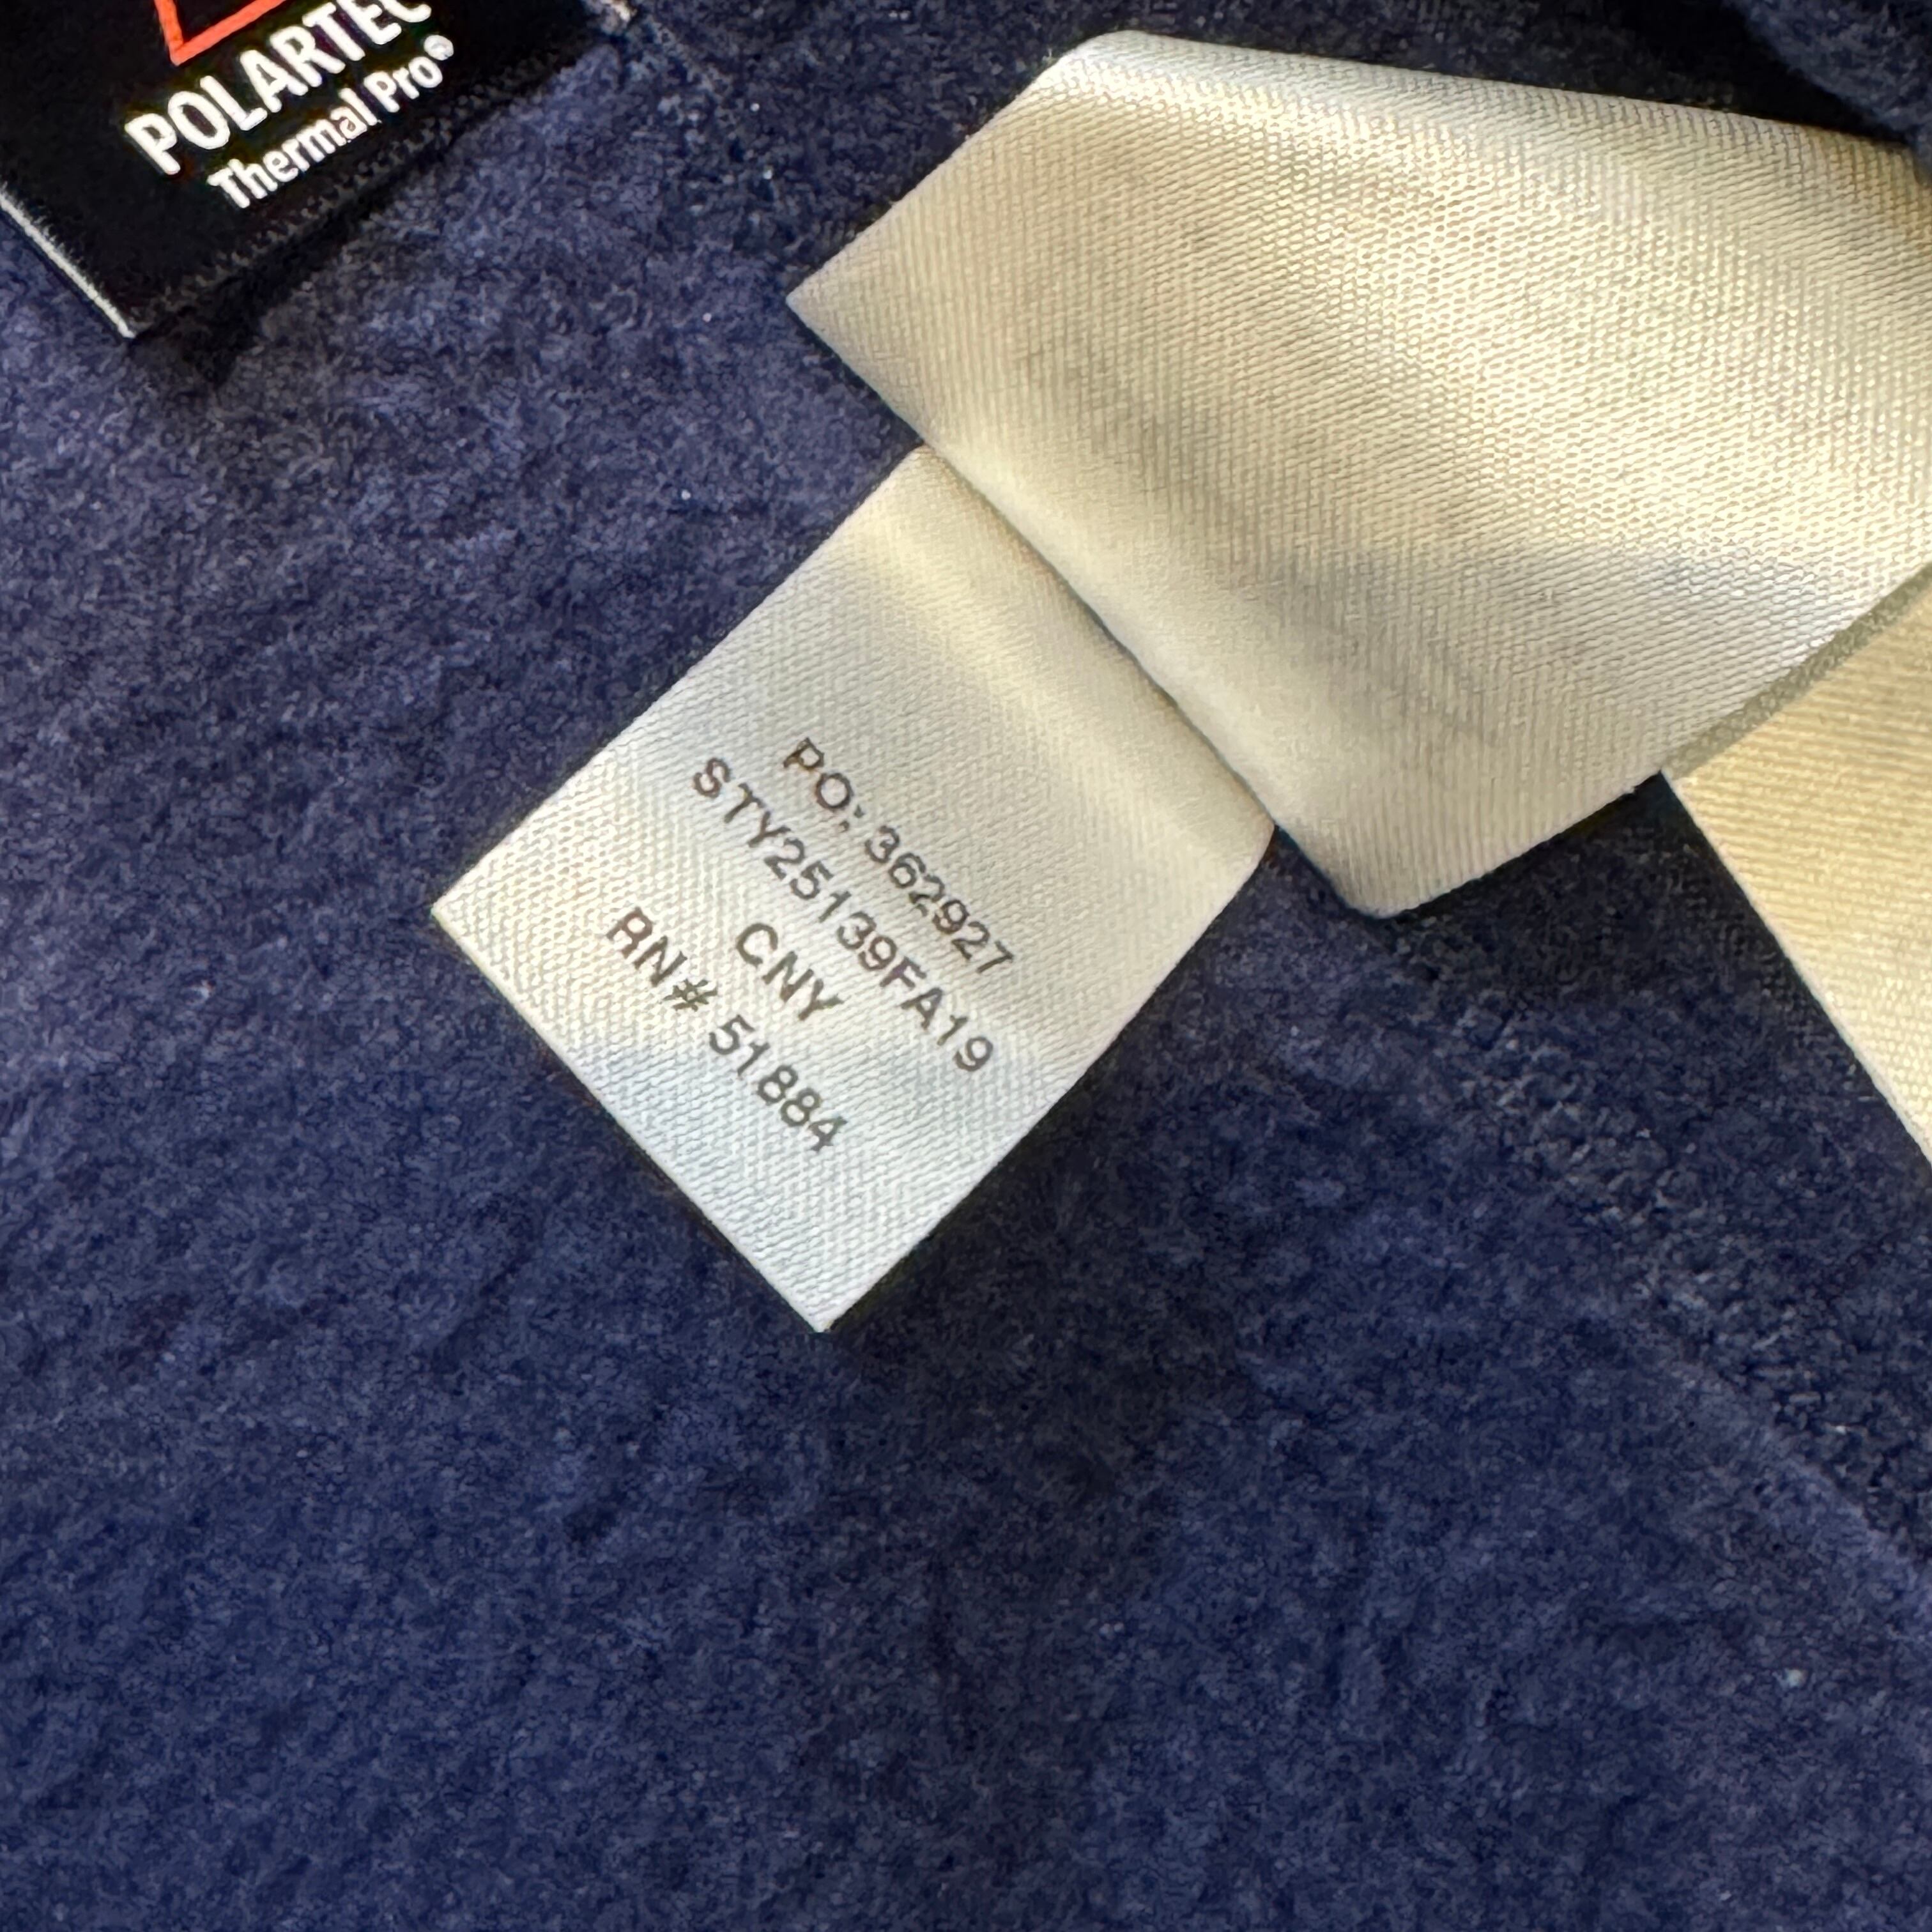 POLARTEC
Thermal Pro®
PO: 362927
STY25139FA19
CNY
RN# 51884